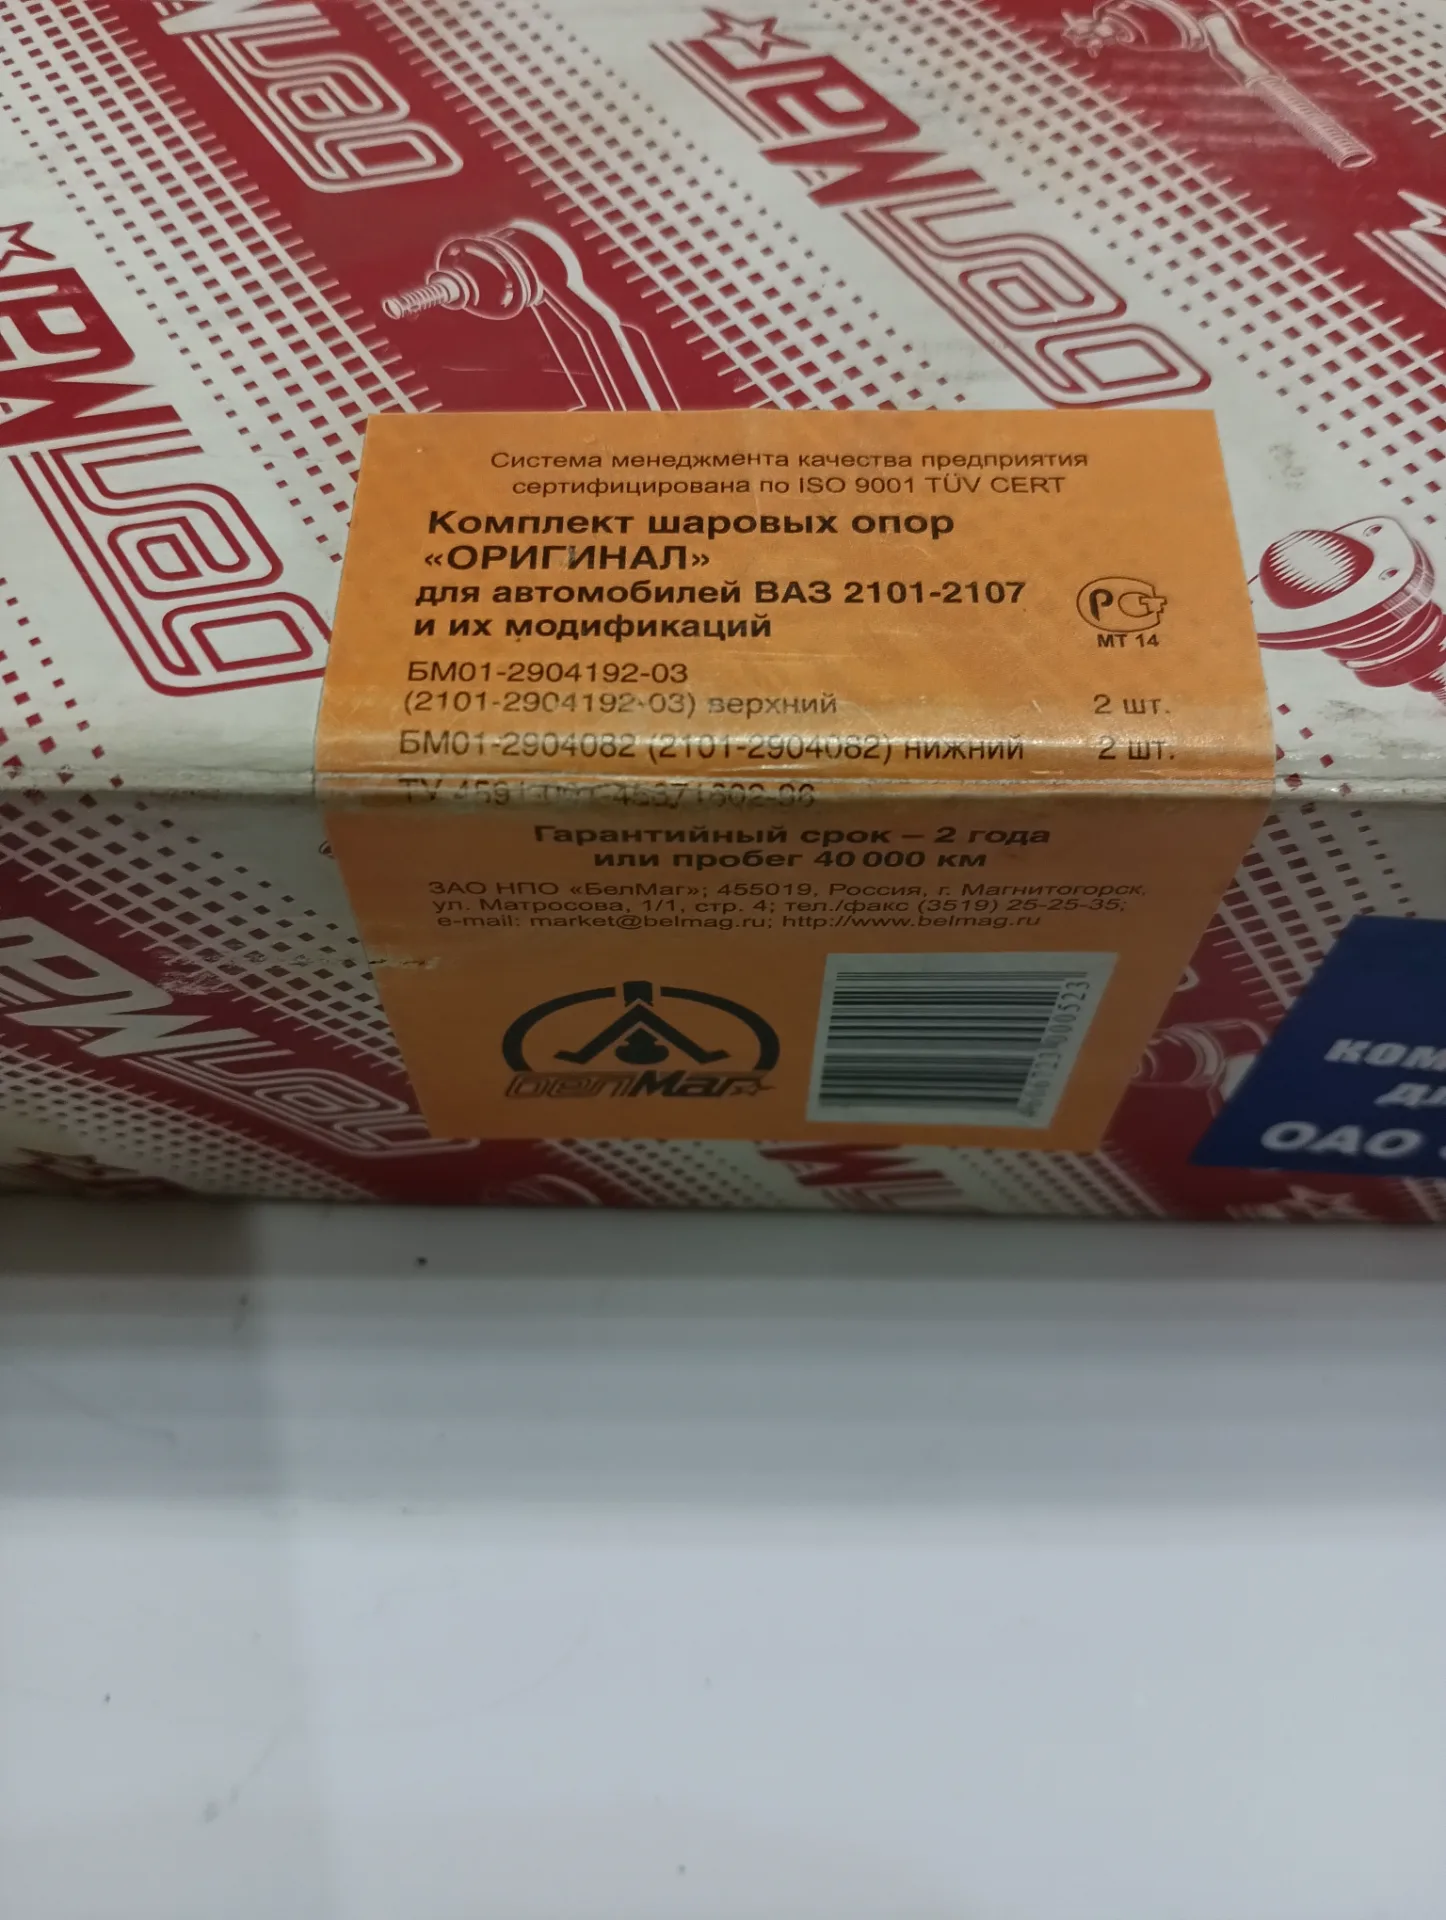 Система менеджмента качества предприятия
сертифицирована по ISO 9001 TÜV CERT
Комплект шаровых опор
«ОРИГИНАЛ»
для автомобилей ВАЗ 2101-2107
и их модификаций
МТ 14
БМ01-2904192-03
(2101-2904192-03) верхний 2 шт.
БМ01-2904082 (2101-2904082) нижний 2 шт.
ТУ
Гарантийный срок – 2 года
или пробег 40 000 км
ЗАО НПО «БелМаг»; 455019, Россия, г. Магнитогорск,
ул. Матросова, 1/1, стр. 4; тел./факс (3519) 25-25-35;
e-mail: market@belmag.ru; http://www.belmag.ru
БелМаг
ОАО